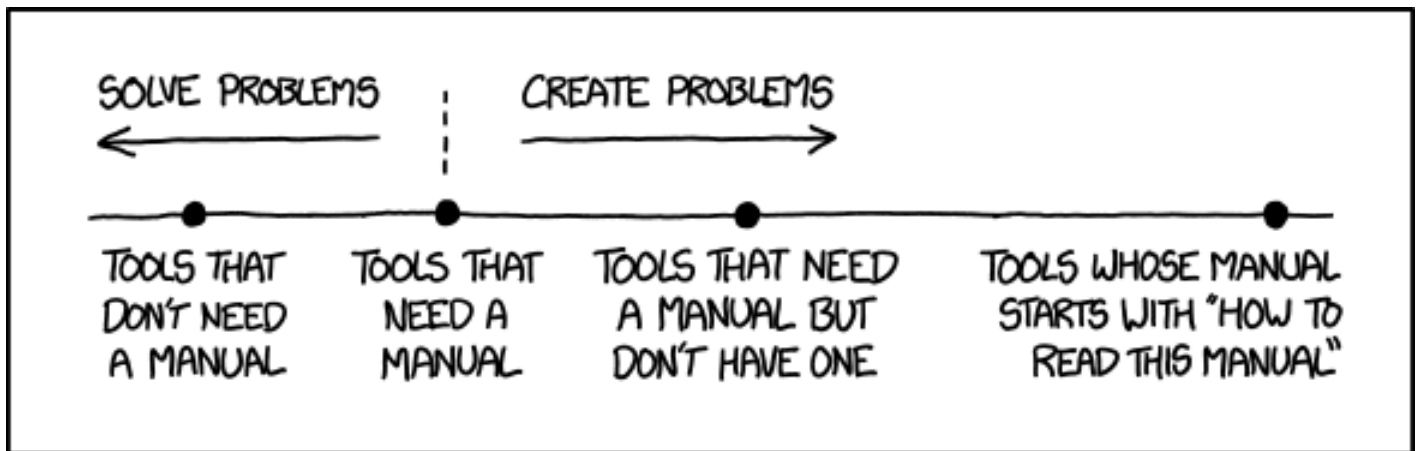 SOLVE PROBLEMS
CREATE PROBLEMS
TOOLS THAT
DON'T NEED
A MANUAL
TOOLS THAT
NEED A
MANUAL
TOOLS THAT NEED
A MANUAL BUT
DON'T HAVE ONE
TOOLS WHOSE MANUAL
STARTS WITH "HOW TO
READ THIS MANUAL"